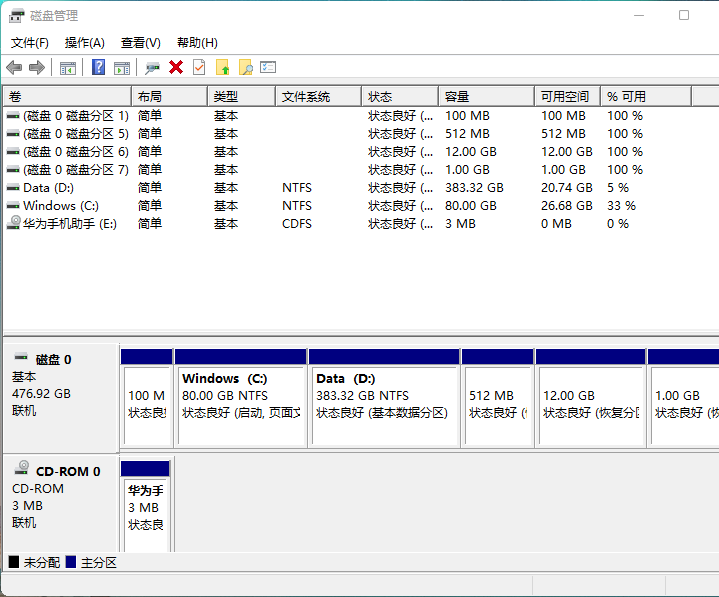 磁盘管理
文件(F) 操作(A) 查看(V) 帮助(H)
卷 布局 类型 文件系统 状态 容量 可用空间 % 可用
(磁盘 0 磁盘分区 1) 简单 基本 状态良好 (... 100 MB 100 MB 100 %
(磁盘 0 磁盘分区 5) 简单 基本 状态良好 (... 512 MB 512 MB 100 %
(磁盘 0 磁盘分区 6) 简单 基本 状态良好 (... 12.00 GB 12.00 GB 100 %
(磁盘 0 磁盘分区 7) 简单 基本 状态良好 (... 1.00 GB 1.00 GB 100 %
Data (D:) 简单 基本 NTFS 状态良好 (... 383.32 GB 20.74 GB 5 %
Windows (C:) 简单 基本 NTFS 状态良好 (... 80.00 GB 26.68 GB 33 %
华为手机助手 (E:) 简单 基本 CDFS 状态良好 (... 3 MB 0 MB 0 %
磁盘 0
基本
476.92 GB
联机
100 M
状态良
Windows (C:)
80.00 GB NTFS
状态良好 (启动, 页面文
Data (D:)
383.32 GB NTFS
状态良好 (基本数据分区)
512 MB
状态良好 (
12.00 GB
状态良好 (恢复分区
1.00 GB
状态良好 (恢
CD-ROM 0
CD-ROM
3 MB
联机
华为手
3 MB
状态良
未分配 主分区